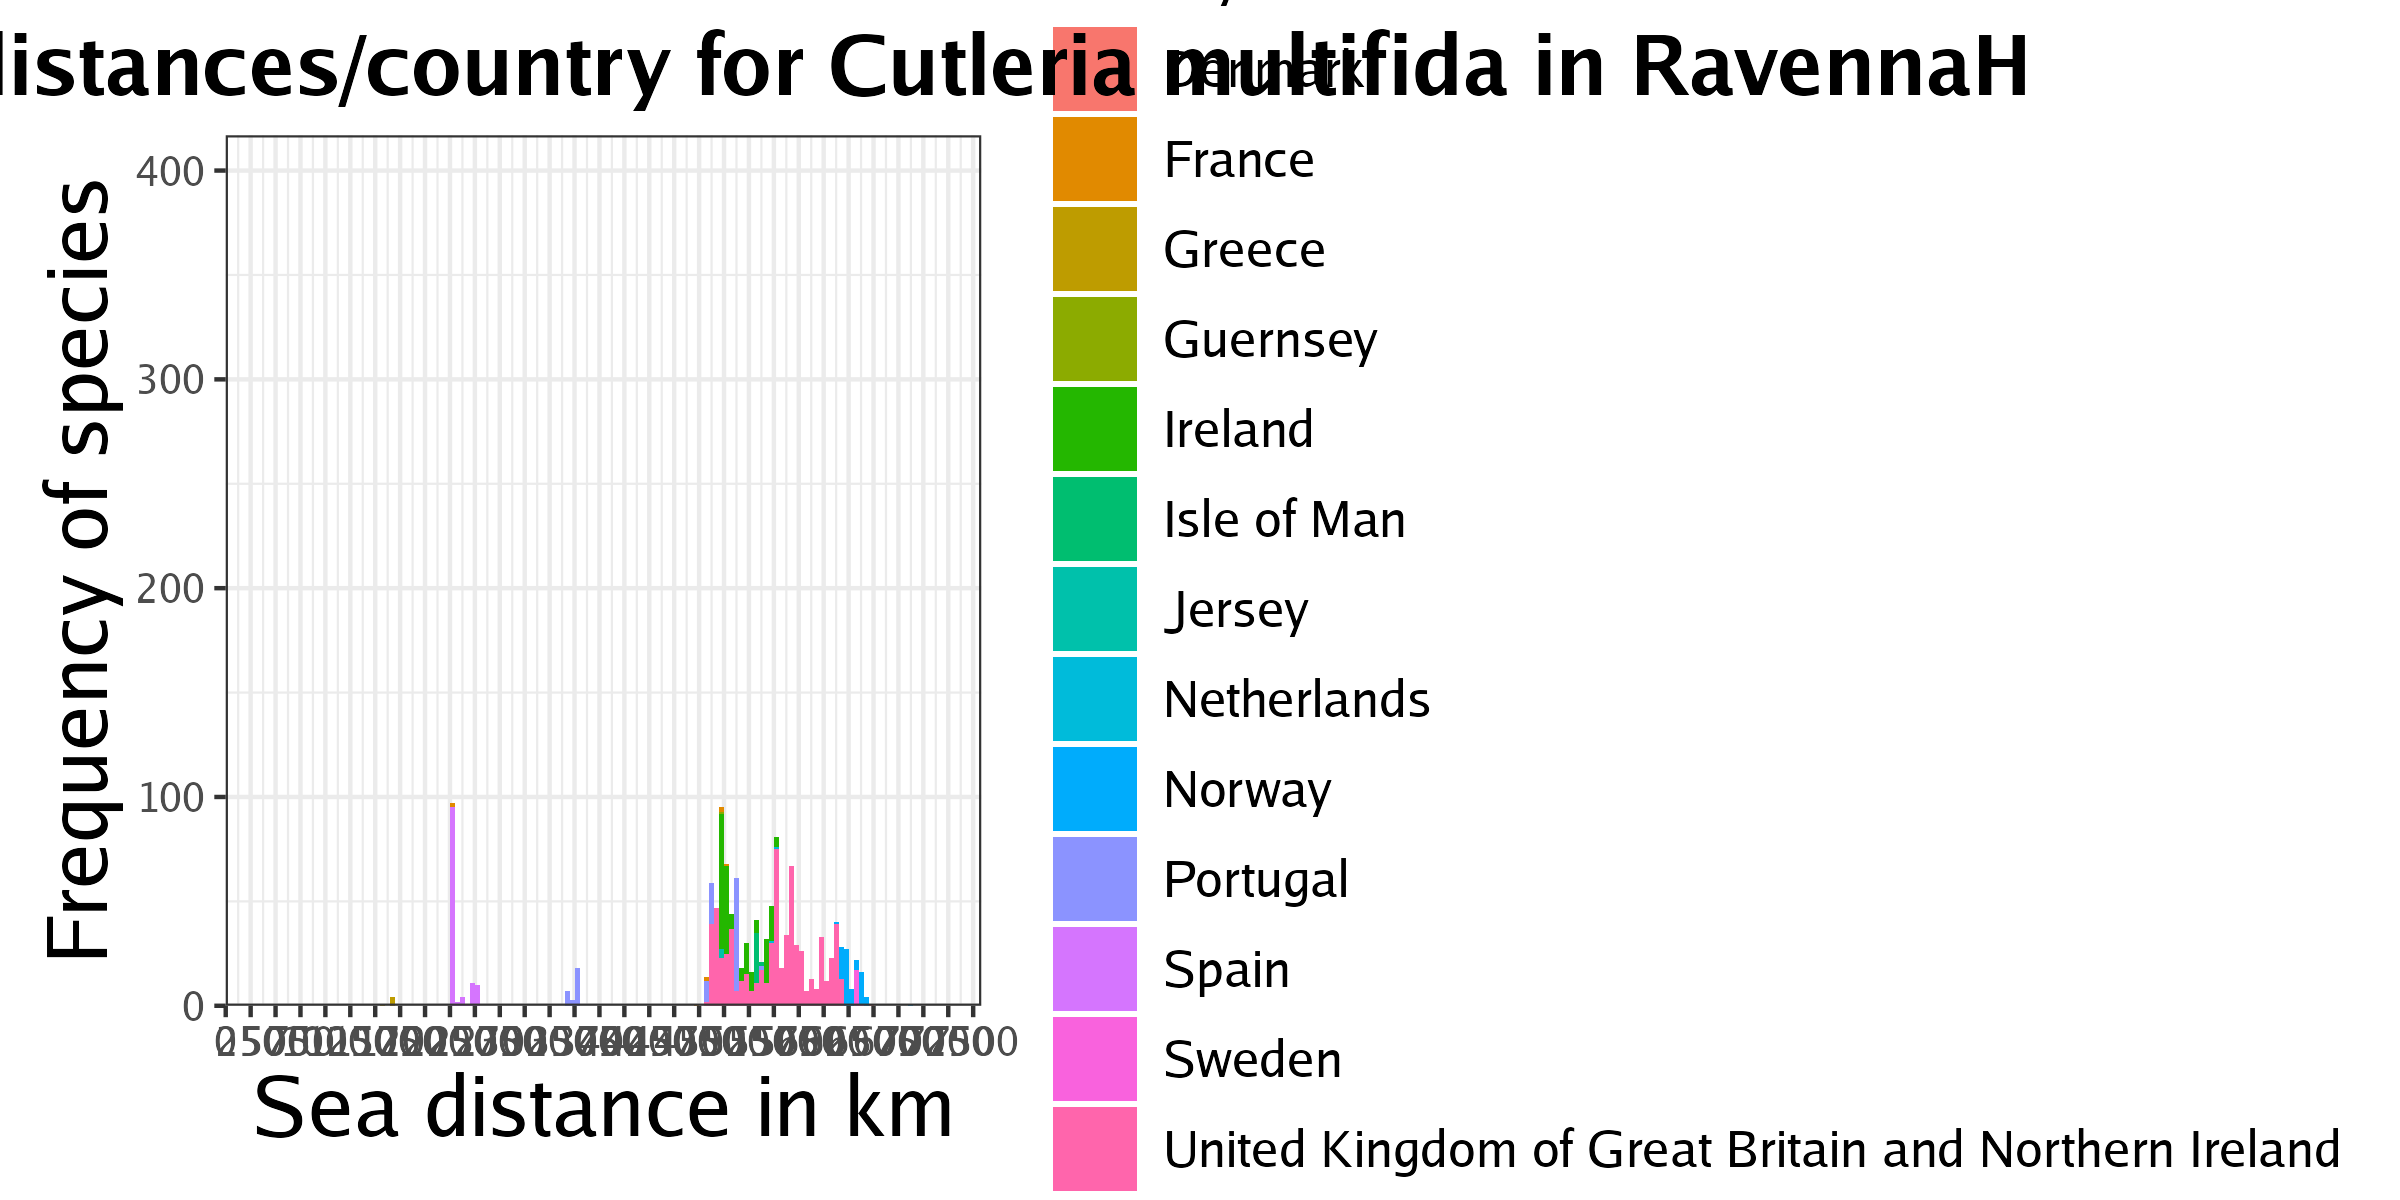 distances/country for Cutleria multifida in RavennaH
Denmark
France
Greece
Guernsey
Ireland
Isle of Man
Jersey
Netherlands
Norway
Portugal
Spain
Sweden
United Kingdom of Great Britain and Northern Ireland
Frequency of species
400
300
200
100
0
Sea distance in km